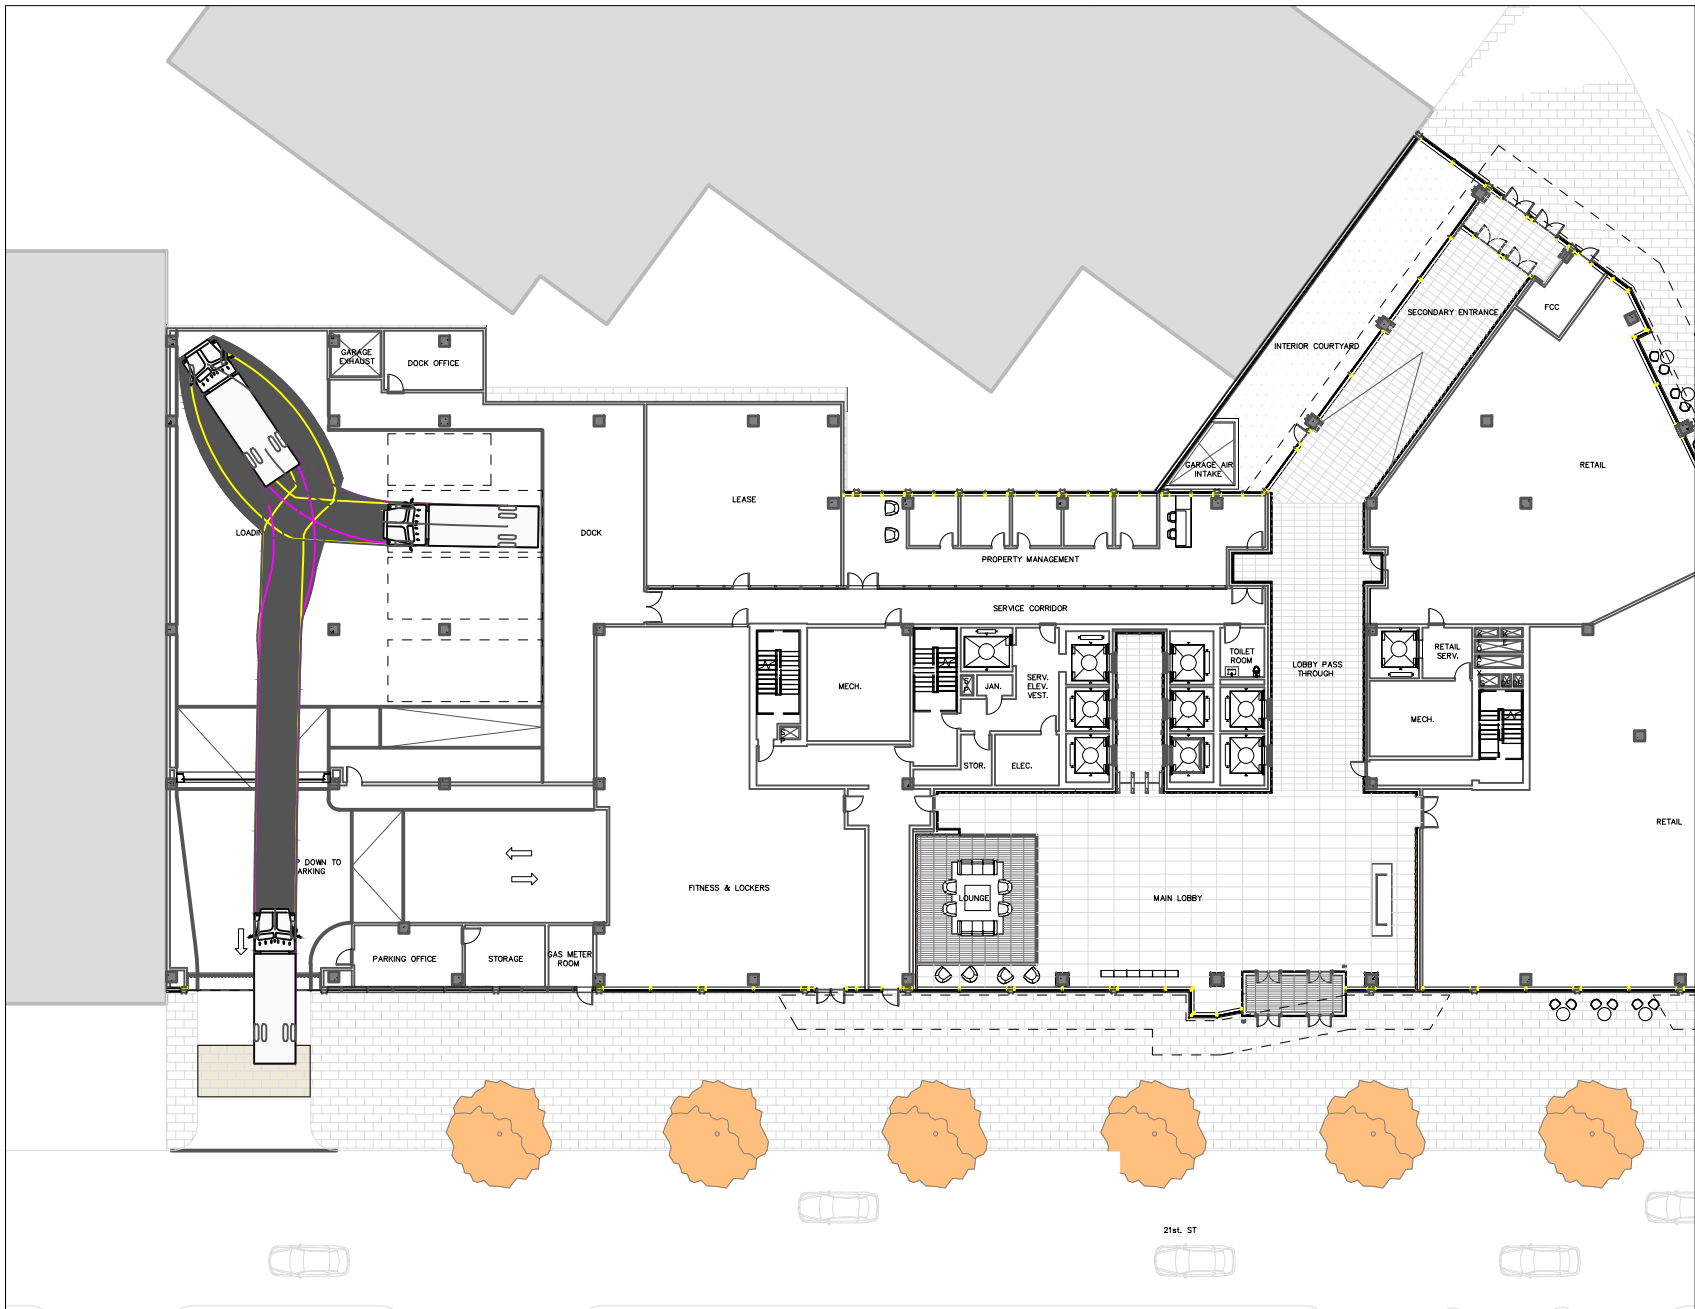 FCC
SECONDARY ENTRANCE
INTERIOR COURTYARD
GARAGE
EXHAUST
DOCK OFFICE
RETAIL
GARAGE AIR
INTAKE
LEASE
DOCK
PROPERTY MANAGEMENT
SERVICE CORRIDOR
TOILET
ROOM
RETAIL
SERV.
LOBBY PASS
THROUGH
MECH.
JAN.
SERV.
ELEV.
VEST.
MECH.
STOR.
ELEC.
RETAIL
DOWN TO
FITNESS & LOCKERS
LOUNGE
MAIN LOBBY
PARKING OFFICE
STORAGE
GAS METER
ROOM
21st. ST